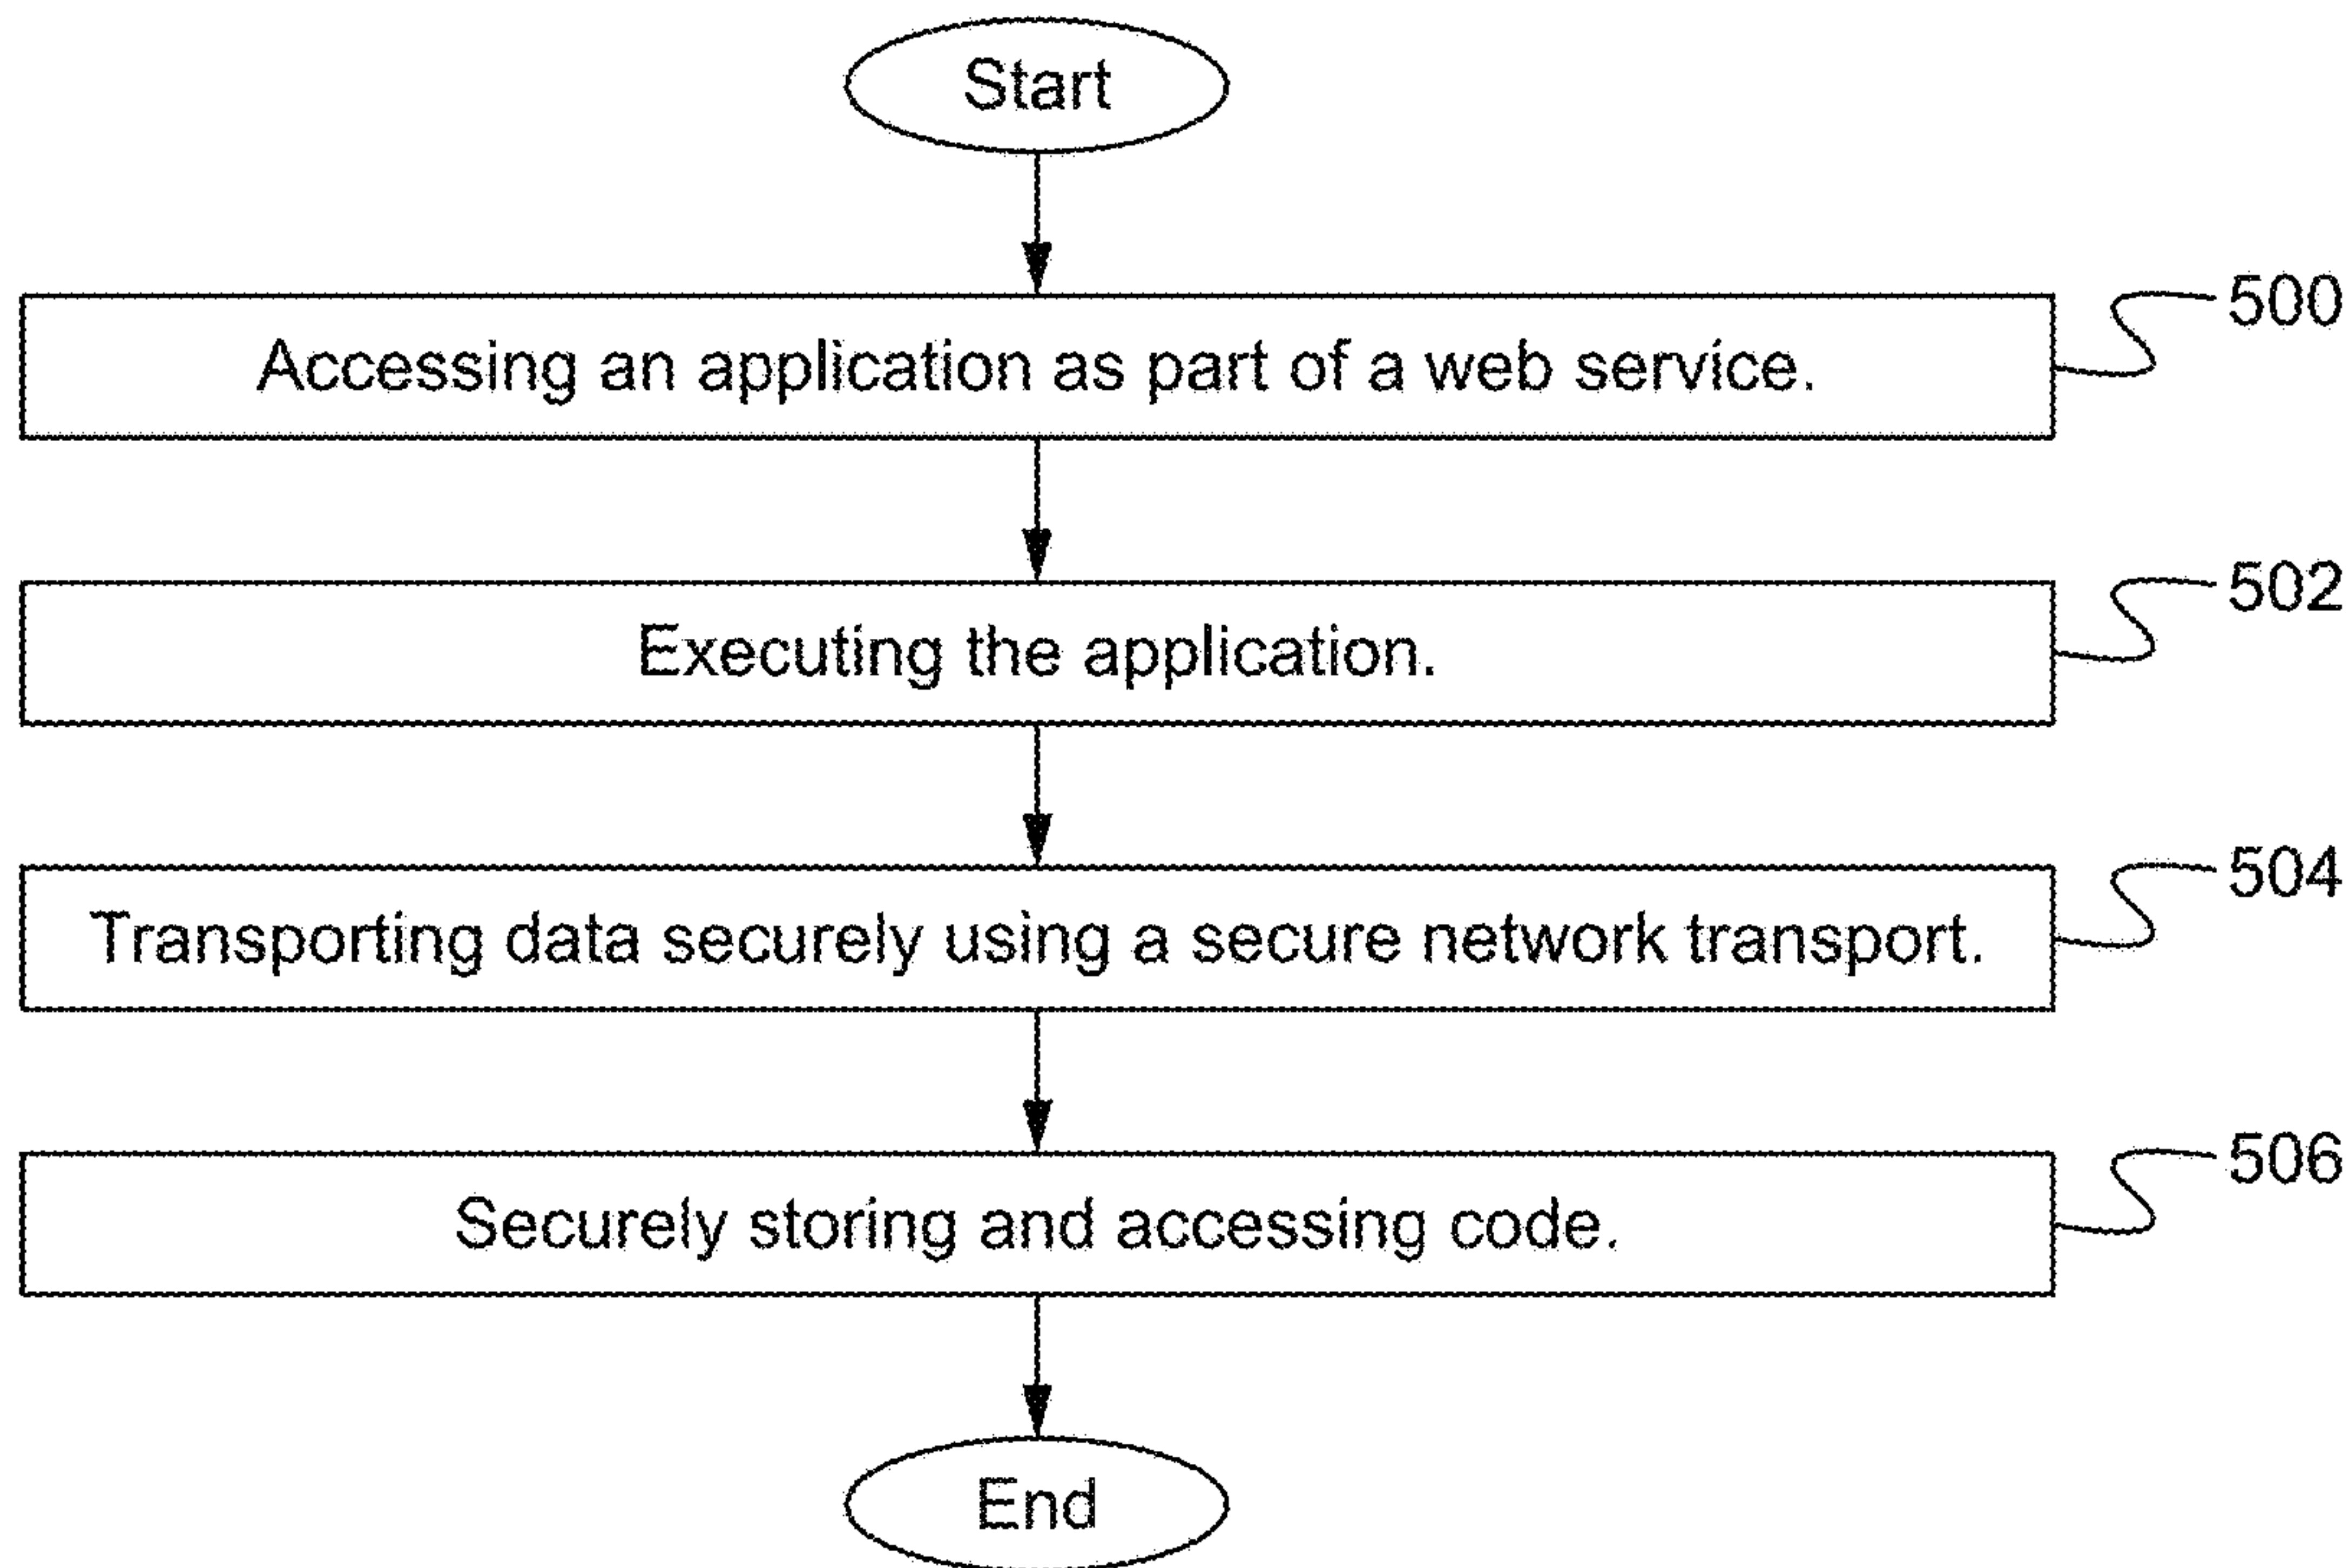 Start
Accessing an application as part of a web service.
500
Executing the application.
502
Transporting data securely using a secure network transport.
504
Securely storing and accessing code.
506
End